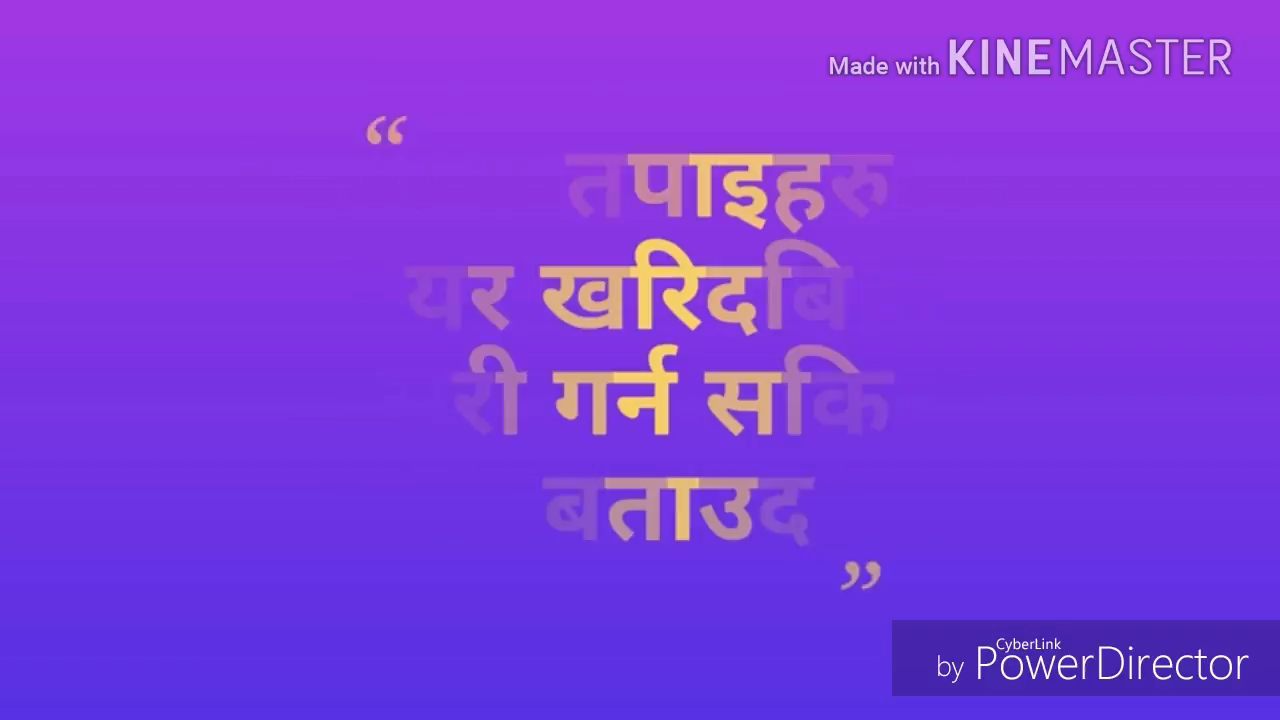 Made with KINEMASTER
“
तपाइहरु
यर खरिदबि
री गर्न सकि
बताउद
”
CyberLink
by PowerDirector